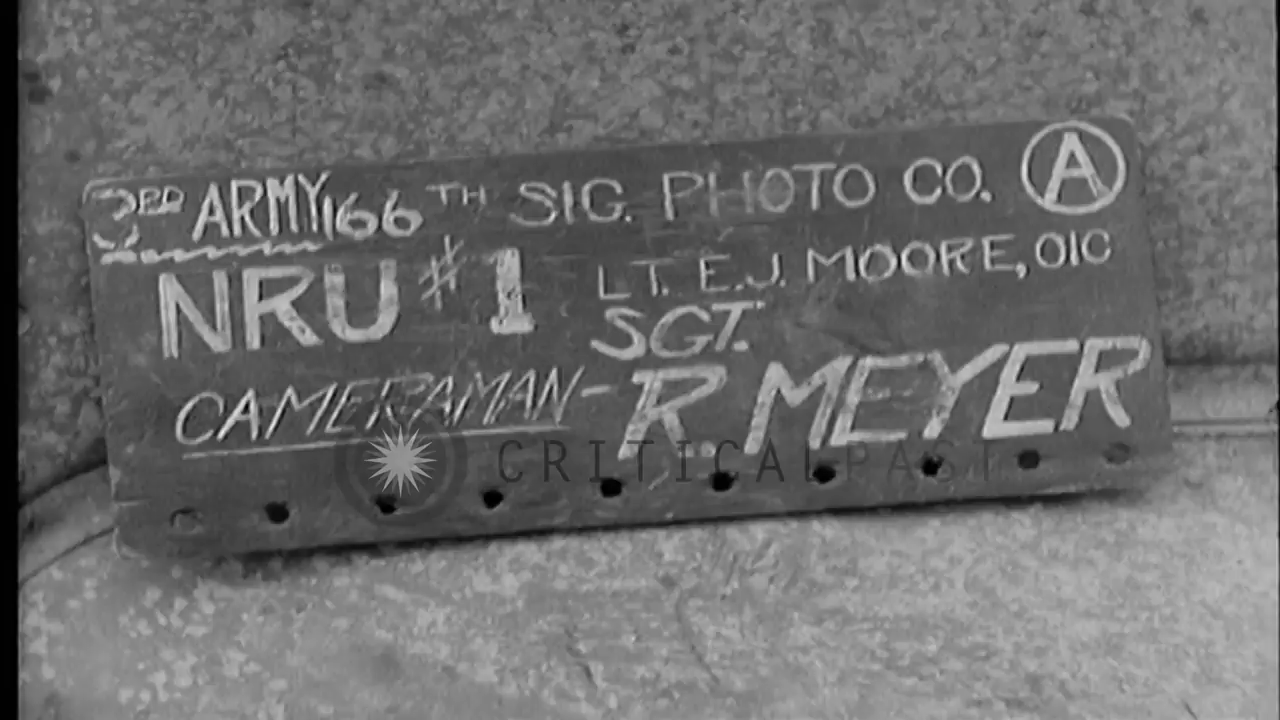 3RD ARMY 166TH SIG. PHOTO CO. A
NRU #1 LT. E.J. MOORE, OIC
SGT.
CAMERAMAN- R. MEYER
CRITICALPAST